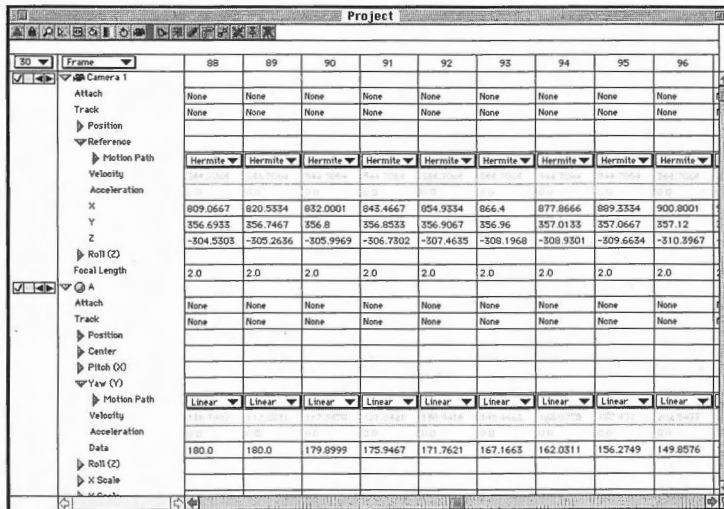 Project
30 Frame 88 89 90 91 92 93 94 95 96
Camera 1
Attach None None None None None None None None None
Track None None None None None None None None None
Position
Reference
Motion Path Hermite Hermite Hermite Hermite Hermite Hermite Hermite Hermite Hermite
Velocity
Acceleration
X 809.0667 820.5334 832.0001 843.4667 854.9334 866.4 877.8666 889.3334 900.8001
Y 356.6933 356.7467 356.8 356.8533 356.9067 356.96 357.0133 357.0667 357.12
Z -304.5303 -305.2636 -305.9969 -306.7302 -307.4635 -308.1968 -308.9301 -309.6634 -310.3967
Roll (Z)
Focal Length 2.0 2.0 2.0 2.0 2.0 2.0 2.0 2.0 2.0
A
Attach None None None None None None None None None
Track None None None None None None None None None
Position
Center
Pitch (X)
Yaw (Y)
Motion Path Linear Linear Linear Linear Linear Linear Linear Linear Linear
Velocity
Acceleration
Data 180.0 180.0 179.8999 175.9467 171.7621 167.1663 162.0311 156.2749 149.8576
Roll (Z)
X Scale